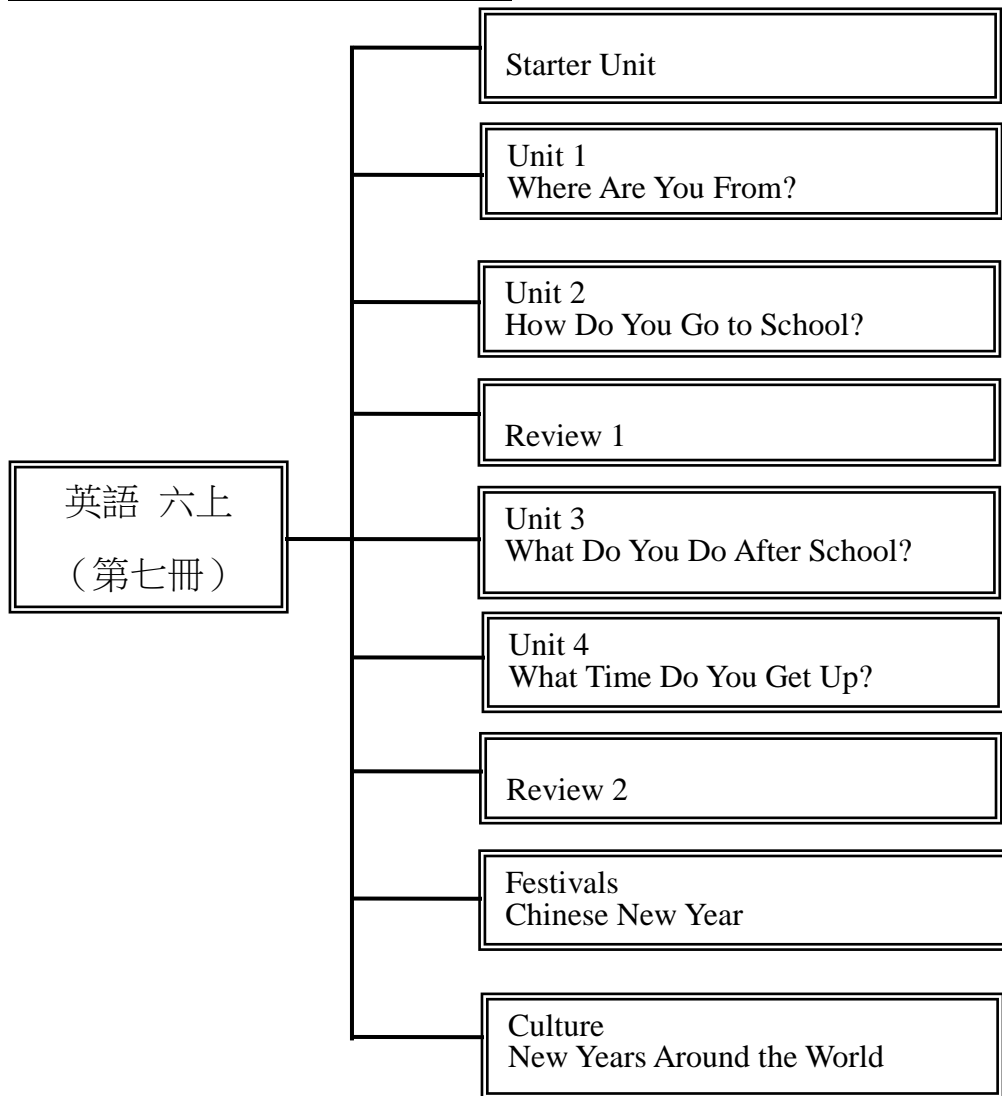 Starter Unit
Unit 1
Where Are You From?
Unit 2
How Do You Go to School?
Review 1
英語 六上
（第七冊）
Unit 3
What Do You Do After School?
Unit 4
What Time Do You Get Up?
Review 2
Festivals
Chinese New Year
Culture
New Years Around the World